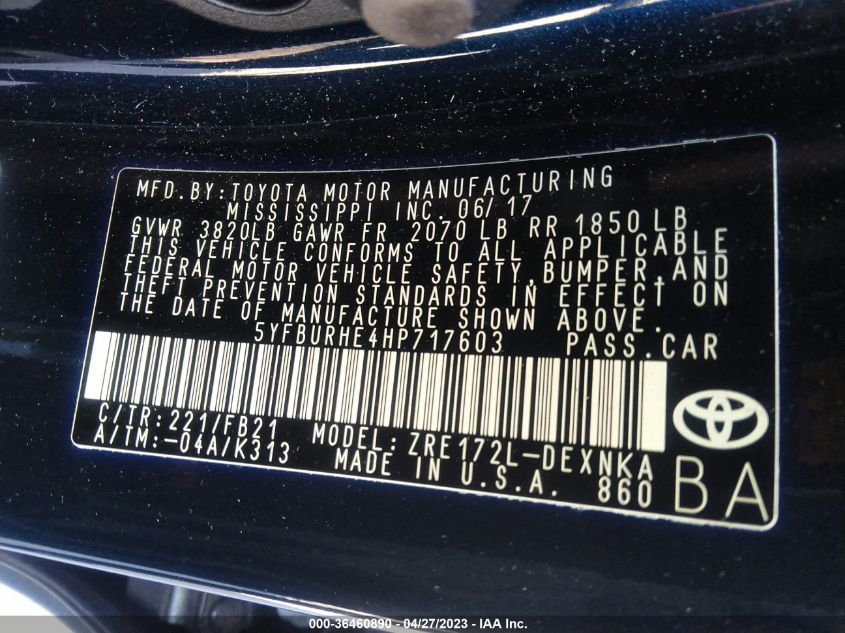 MFD.BY:TOYOTA MOTOR MANUFACTURING
MISSISSIPPI INC. 06/17
GVWR 3820LB GAWR FR 2070 LB RR 1850 LB
THIS VEHICLE CONFORMS TO ALL APPLICABLE
FEDERAL MOTOR VEHICLE SAFETY,BUMPER,AND
THEFT PREVENTION STANDARDS IN EFFECT ON
THE DATE OF MANUFACTURE SHOWN ABOVE.
5YFBURHE4HP717603 PASS.CAR
C/TR:221/FB21 MODEL:ZRE172L-DEXNKA
A/TM:-04A/K313 MADE IN U.S.A. 860
BA
000-36460890 - 04/27/2023 - IAA Inc.